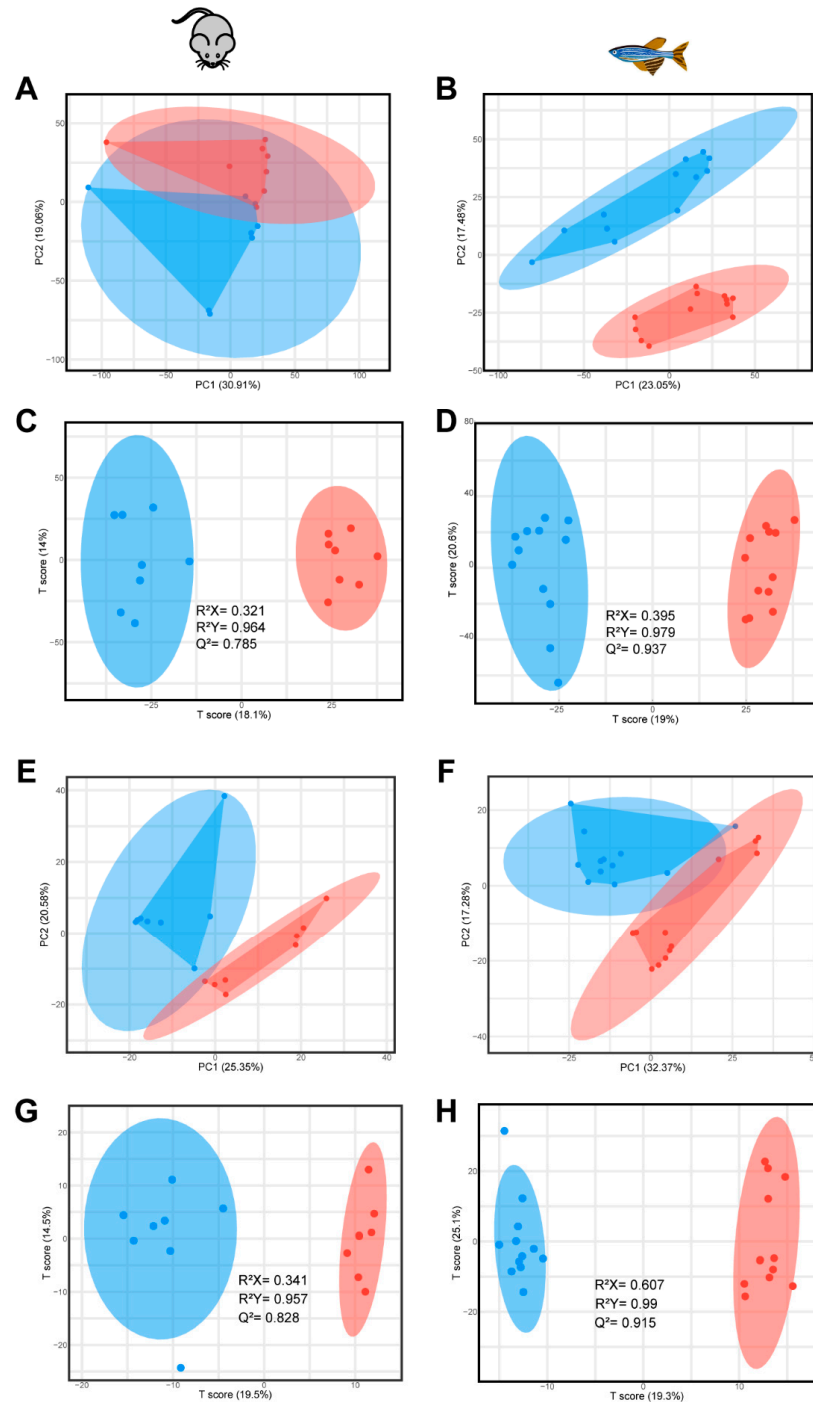 A
B
50
0
−50
−100
PC2 (19.06%)
−100
−50
0
50
100
PC1 (30.91%)
50
25
0
−25
−50
PC2 (17.48%)
−50
0
50
PC1 (23.05%)
C
D
50
0
−50
T score (14%)
R²X= 0.321
R²Y= 0.964
Q²= 0.785
−25
0
25
T score (18.1%)
80
40
0
−40
T score (20.6%)
R²X= 0.395
R²Y= 0.979
Q²= 0.937
−25
0
25
T score (19%)
E
F
40
20
0
−20
PC2 (20.58%)
−20
0
20
40
PC1 (25.35%)
20
0
−20
−40
PC2 (17.28%)
−25
0
25
PC1 (32.37%)
G
H
20
10
0
−10
20
T score (14.5%)
R²X= 0.341
R²Y= 0.957
Q²= 0.828
−20
−10
0
10
T score (19.5%)
20
0
−20
T score (25.1%)
R²X= 0.607
R²Y= 0.99
Q²= 0.915
−10
0
10
T score (19.3%)